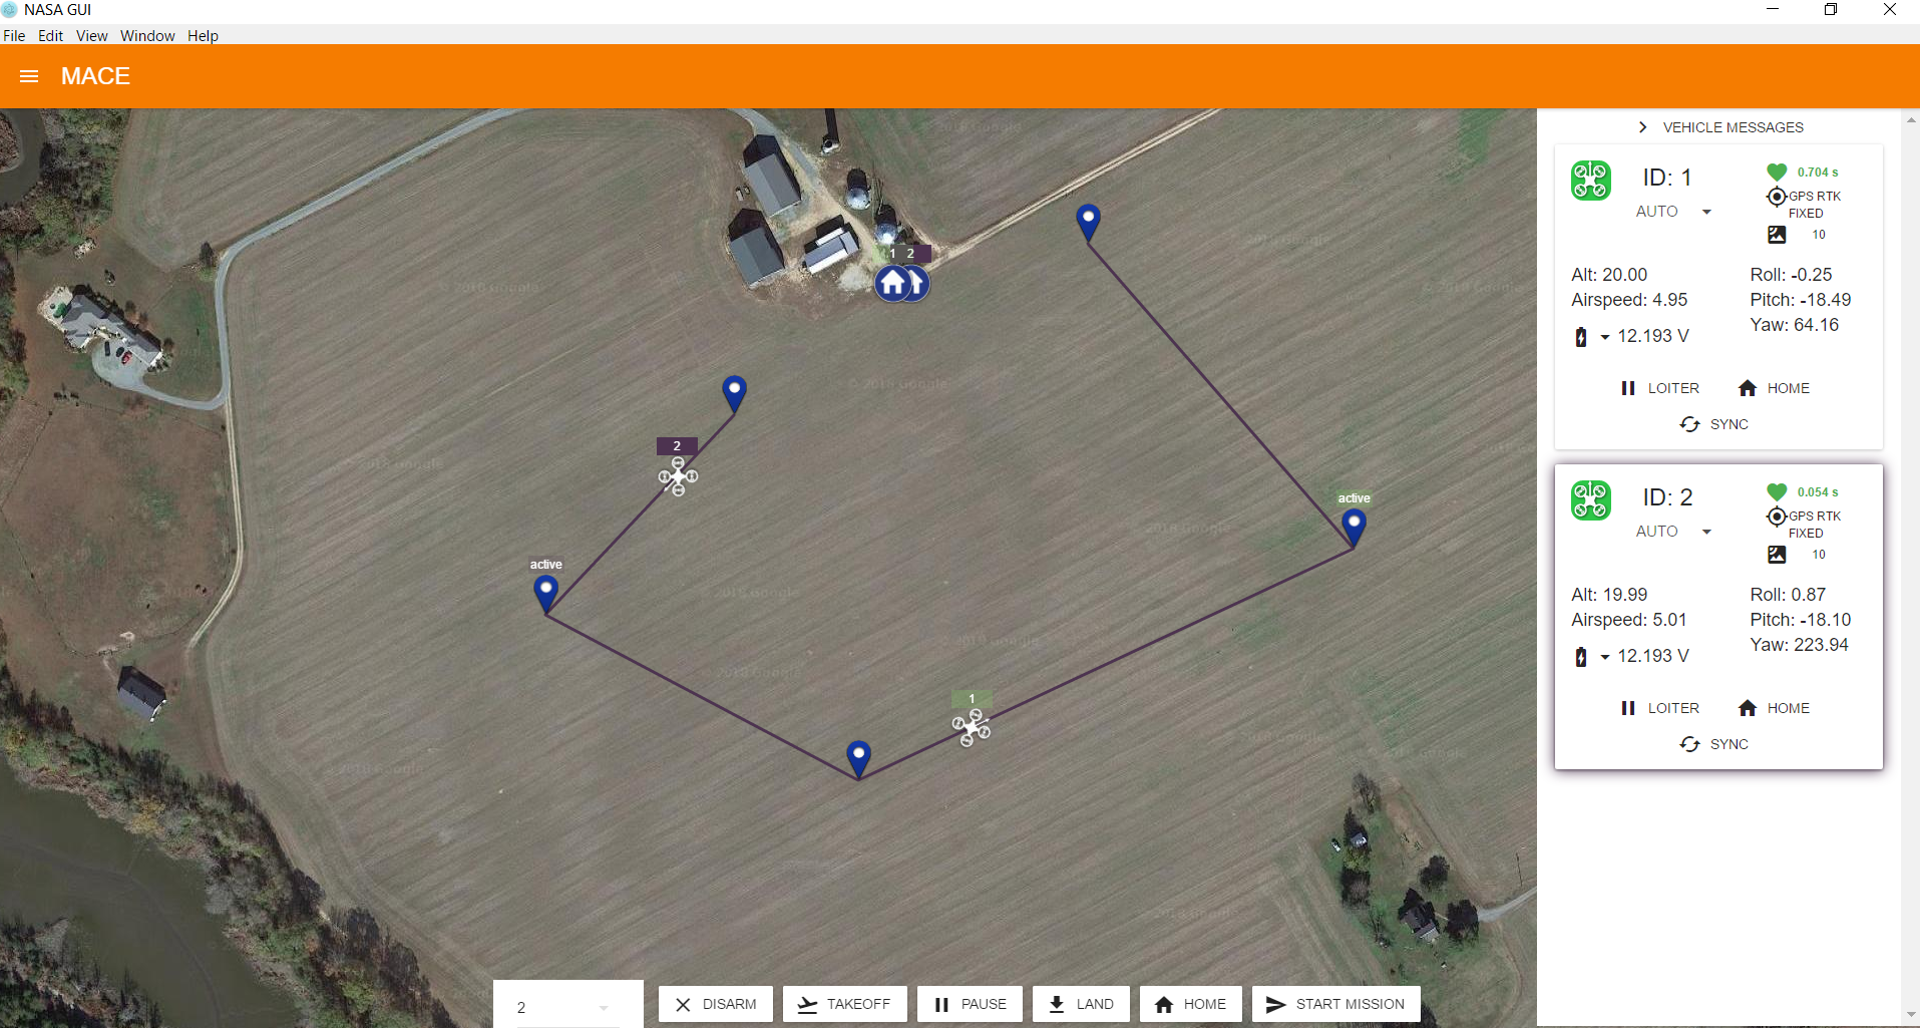 NASA GUI
File Edit View Window Help
MACE
VEHICLE MESSAGES
ID: 1
0.704 s
AUTO
GPS RTK
FIXED
10
Alt: 20.00
Roll: -0.25
Airspeed: 4.95
Pitch: -18.49
Yaw: 64.16
12.193 V
LOITER
HOME
SYNC
ID: 2
0.054 s
AUTO
GPS RTK
FIXED
10
Alt: 19.99
Roll: 0.87
Airspeed: 5.01
Pitch: -18.10
Yaw: 223.94
12.193 V
LOITER
HOME
SYNC
1 2
2
active
active
1
2
DISARM
TAKEOFF
PAUSE
LAND
HOME
START MISSION